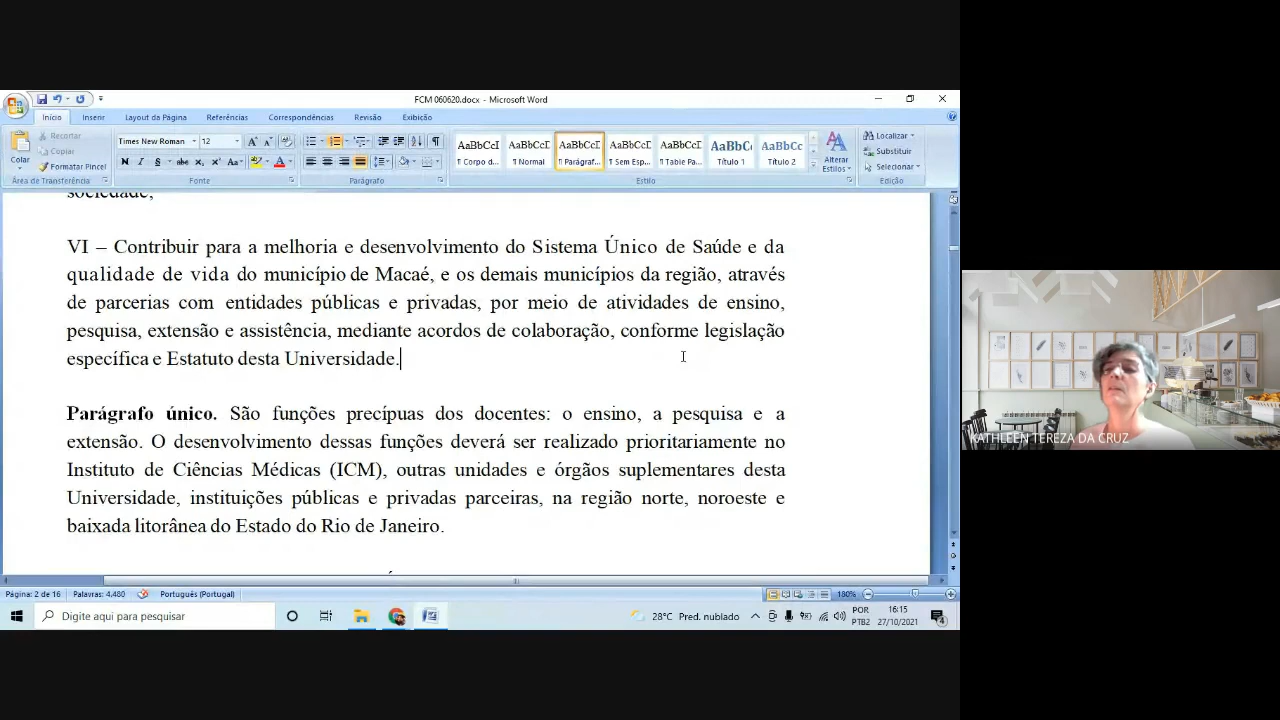 FCM 060620.docx - Microsoft Word
Início Inserir Layout da Página Referências Correspondências Revisão Exibição
Colar Recortar Copiar Formatar Pincel
Times New Roman 12
AaBbCcI AaBbCcI AaBbCcI AaBbCcI AaBbCcI AaBbC AaBbCc
¶ Corpo d... ¶ Normal ¶ Parágraf... ¶ Sem Esp... ¶ Table Pa... Título 1 Título 2
Alterar Estilos
Localizar
Substituir
Selecionar
Área de Transferência Fonte Parágrafo Estilo Edição
sociedade;
VI – Contribuir para a melhoria e desenvolvimento do Sistema Único de Saúde e da
qualidade de vida do município de Macaé, e os demais municípios da região, através
de parcerias com entidades públicas e privadas, por meio de atividades de ensino,
pesquisa, extensão e assistência, mediante acordos de colaboração, conforme legislação
específica e Estatuto desta Universidade.
Parágrafo único. São funções precípuas dos docentes: o ensino, a pesquisa e a
extensão. O desenvolvimento dessas funções deverá ser realizado prioritariamente no
Instituto de Ciências Médicas (ICM), outras unidades e órgãos suplementares desta
Universidade, instituições públicas e privadas parceiras, na região norte, noroeste e
baixada litorânea do Estado do Rio de Janeiro.
KATHLEEN TEREZA DA CRUZ
Página: 2 de 16 Palavras: 4.480 Português (Portugal) 180%
Digite aqui para pesquisar 28°C Pred. nublado POR PTB2 16:15 27/10/2021 4